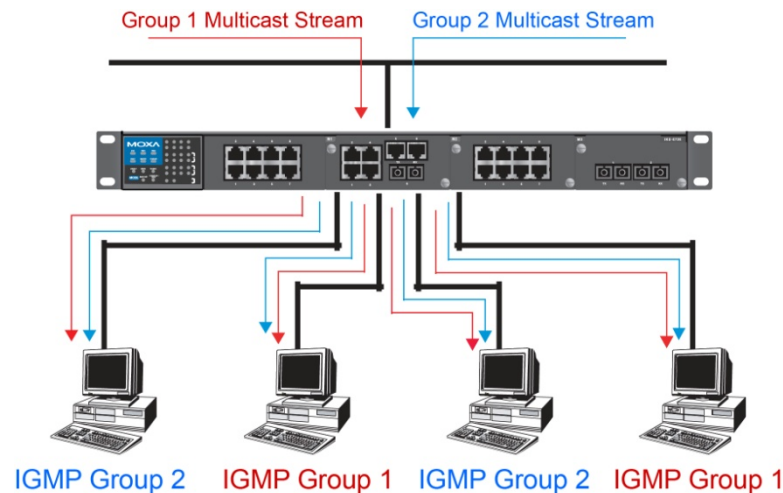 Group 1 Multicast Stream
Group 2 Multicast Stream
MOXA
IGMP Group 2
IGMP Group 1
IGMP Group 2
IGMP Group 1